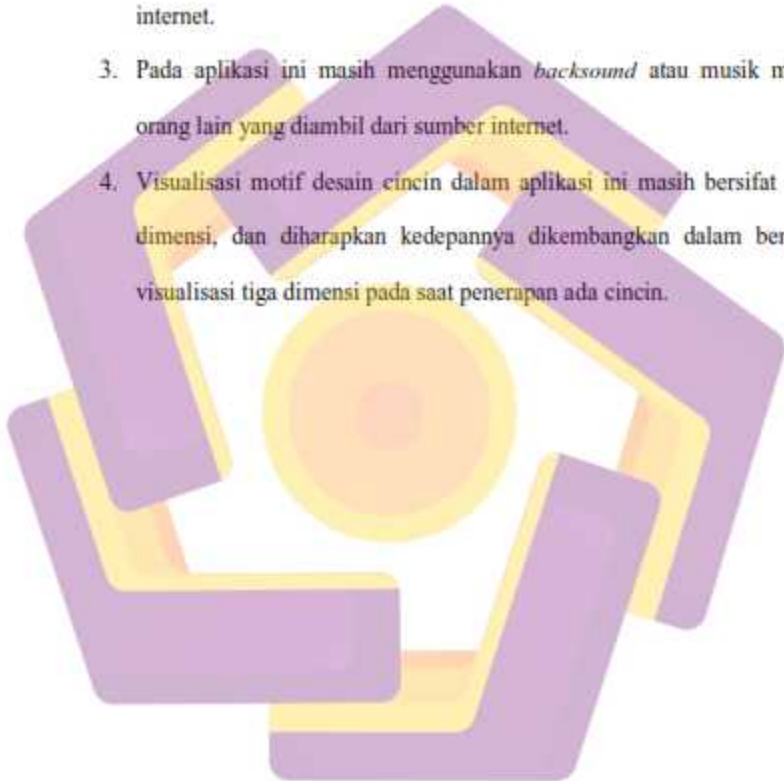 internet.
3. Pada aplikasi ini masih menggunakan backsound atau musik
orang lain yang diambil dari sumber internet.
4. Visualisasi motif desain cincin dalam aplikasi ini masih bersifat
dimensi, dan diharapkan kedepannya dikembangkan dalam
visualisasi tiga dimensi pada saat penerapan ada cincin.